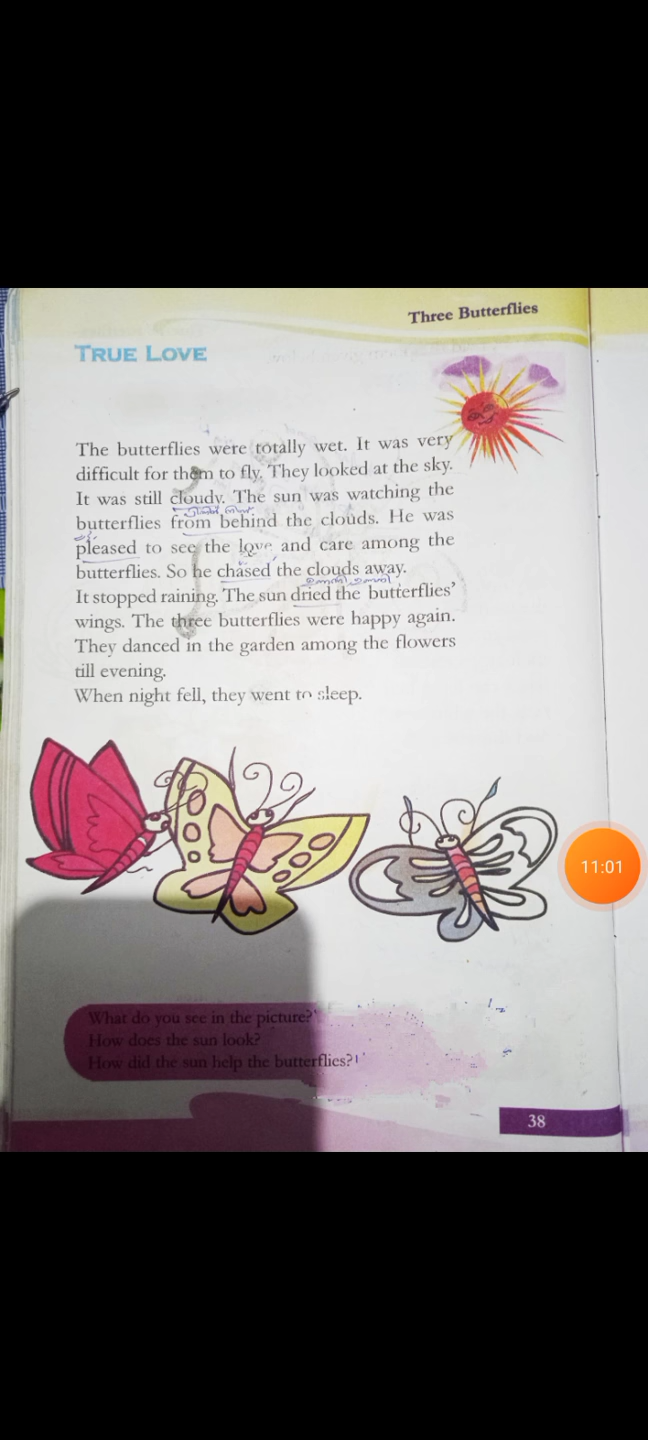 Three Butterflies
TRUE LOVE
The butterflies were totally wet. It was very
difficult for them to fly. They looked at the sky.
It was still cloudy. The sun was watching the
butterflies from behind the clouds. He was
pleased to see the love and care among the
butterflies. So he chased the clouds away.
It stopped raining. The sun dried the butterflies'
wings. The three butterflies were happy again.
They danced in the garden among the flowers
till evening.
When night fell, they went to sleep.
11:01
What do you see in the picture?
How does the sun look?
How did the sun help the butterflies?
38